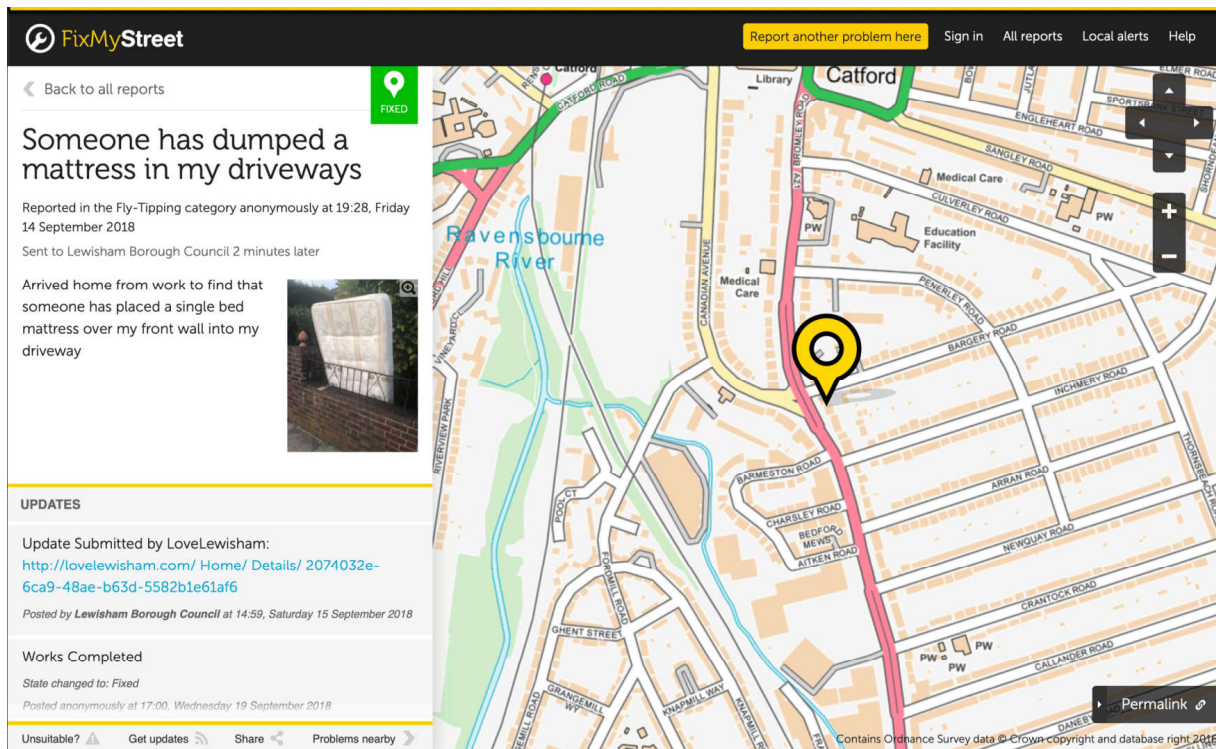 FixMyStreet
Report another problem here
Sign in
All reports
Local alerts
Help
Back to all reports
FIXED
Someone has dumped a
mattress in my driveways
Reported in the Fly-Tipping category anonymously at 19:28, Friday
14 September 2018
Sent to Lewisham Borough Council 2 minutes later
Arrived home from work to find that
someone has placed a single bed
mattress over my front wall into my
driveway
UPDATES
Update Submitted by LoveLewisham:
http://lovelewisham.com/ Home/ Details/ 2074032e-
6ca9-48ae-b63d-5582b1e61af6
Posted by Lewisham Borough Council at 14:59, Saturday 15 September 2018
Works Completed
State changed to: Fixed
Posted anonymously at 17:00, Wednesday 19 September 2018
Unsuitable?
Get updates
Share
Problems nearby
Catford
CATFORD ROAD
Library
Catford
ELMER ROAD
ENGLEHEART ROAD
SANGLEY ROAD
A21 BROMLEY ROAD
Medical Care
CULVERLEY ROAD
PW
PW
Education
Facility
Ravensbourne
River
CANADIAN AVENUE
Medical
Care
PENERLEY ROAD
BARGERY ROAD
INCHMERY ROAD
RIVERVIEW PARK
BARMESTON ROAD
ARRAN ROAD
POOL CT
CHARSLEY ROAD
BEDFOR
MEWS
AITKEN ROAD
NEWQUAY ROAD
FORDMILL ROAD
CRANTOCK ROAD
GHENT STREET
PW
PW
PW
CALLANDER ROAD
GRANGEMILL
WY
KNAPMILL WAY
Permalink
Contains Ordnance Survey data © Crown copyright and database right 2016